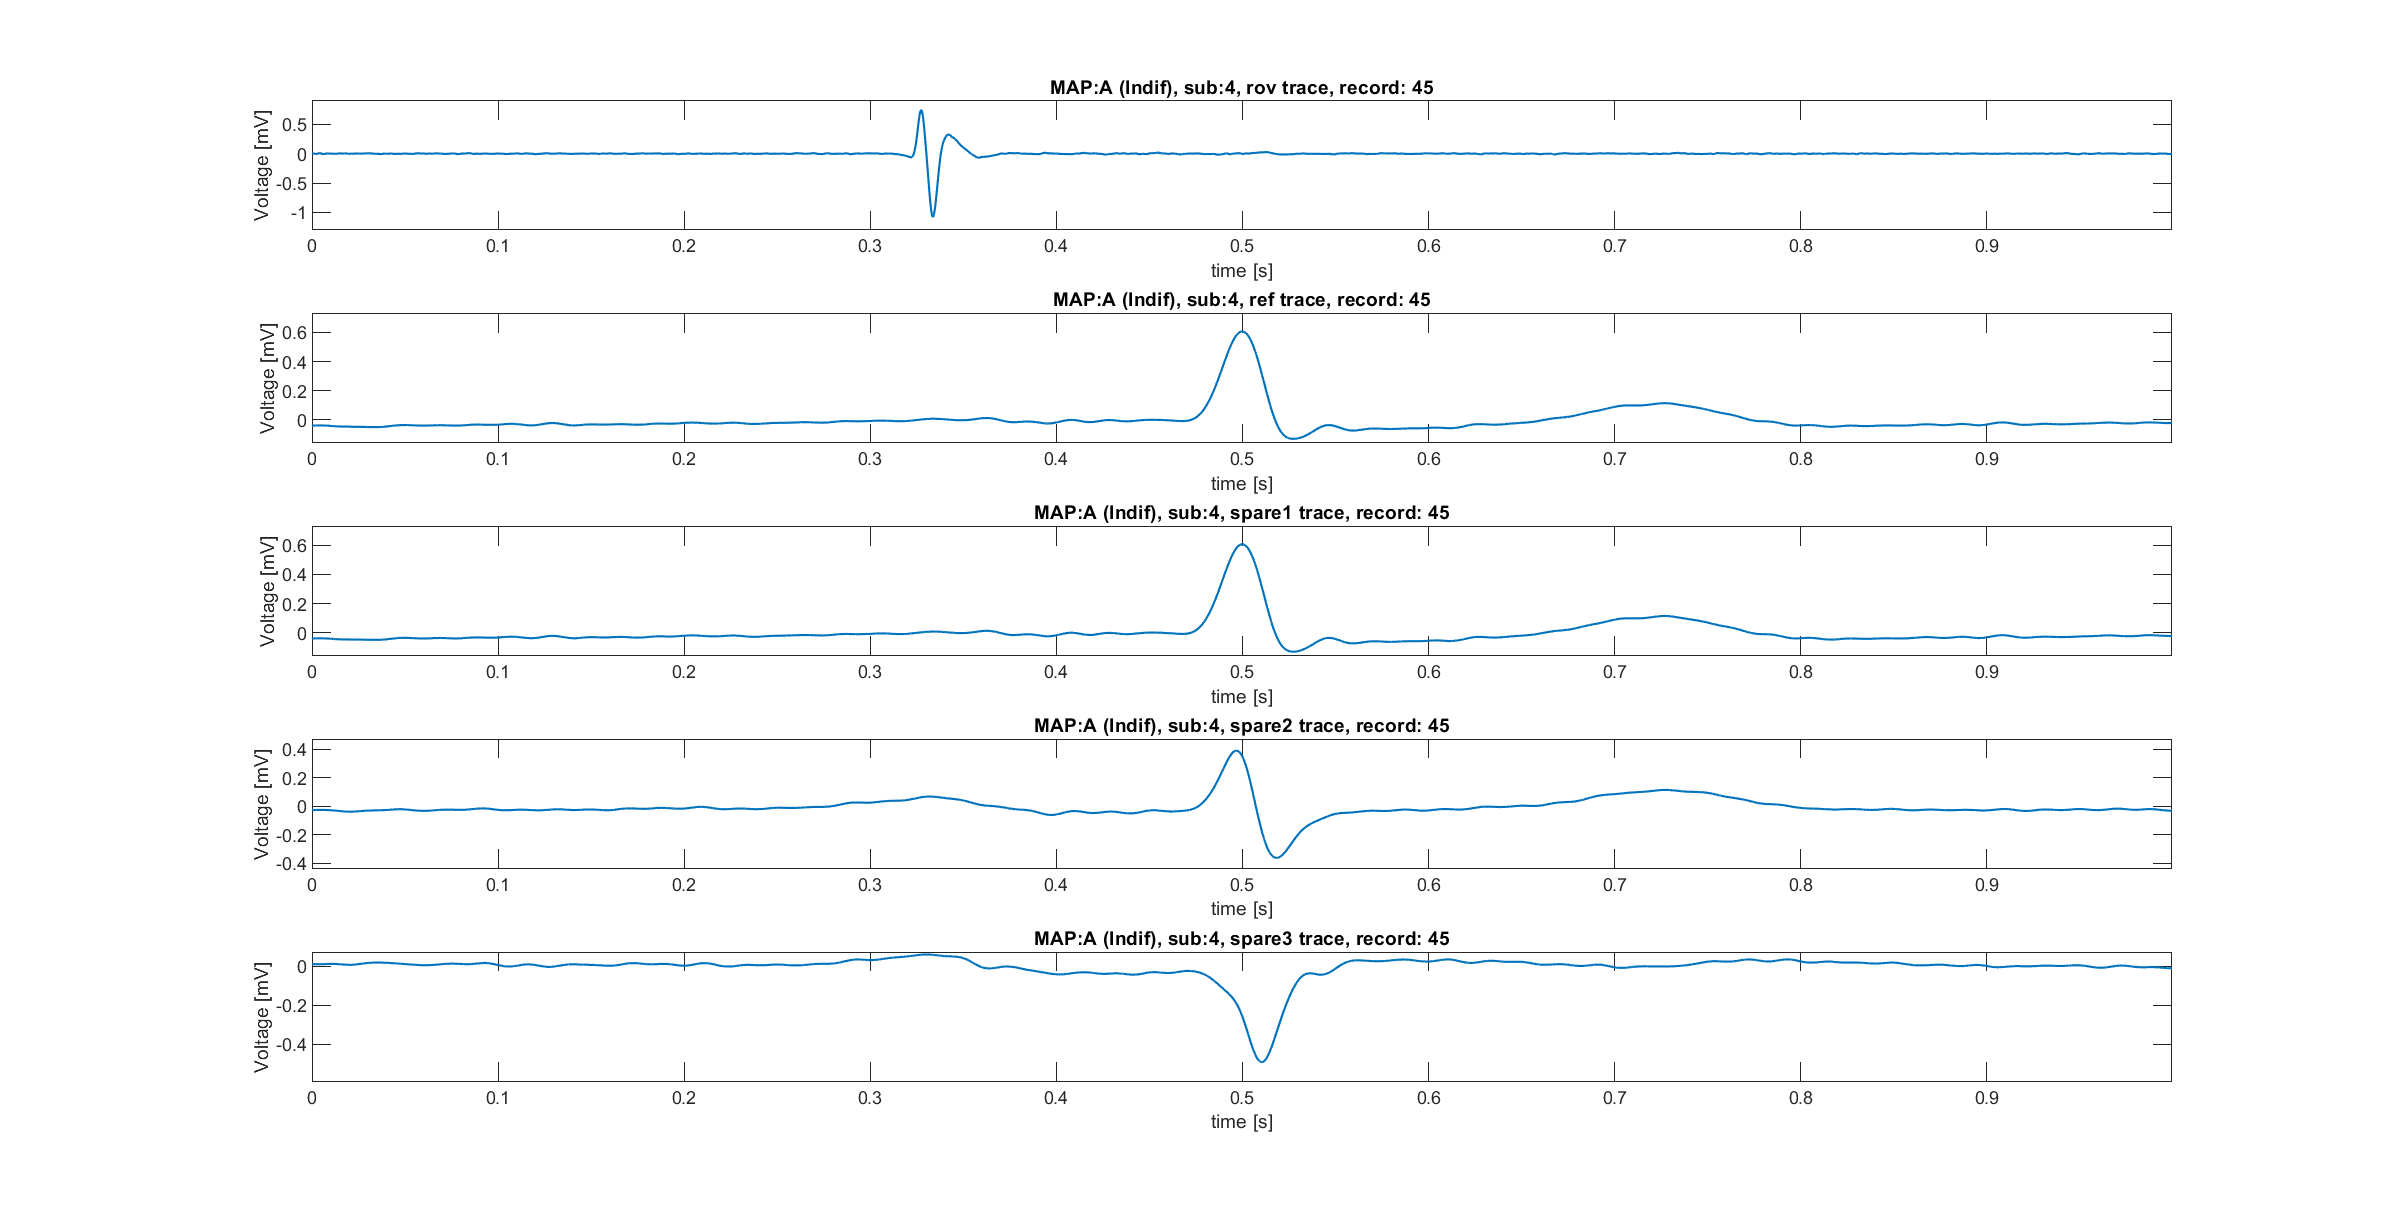 MAP:A (Indif), sub:4, rov trace, record: 45
Voltage [mV]
0.5
0
-0.5
-1
0 0.1 0.2 0.3 0.4 0.5 0.6 0.7 0.8 0.9
time [s]
MAP:A (Indif), sub:4, ref trace, record: 45
Voltage [mV]
0.6
0.4
0.2
0
0 0.1 0.2 0.3 0.4 0.5 0.6 0.7 0.8 0.9
time [s]
MAP:A (Indif), sub:4, spare1 trace, record: 45
Voltage [mV]
0.6
0.4
0.2
0
0 0.1 0.2 0.3 0.4 0.5 0.6 0.7 0.8 0.9
time [s]
MAP:A (Indif), sub:4, spare2 trace, record: 45
Voltage [mV]
0.4
0.2
0
-0.2
-0.4
0 0.1 0.2 0.3 0.4 0.5 0.6 0.7 0.8 0.9
time [s]
MAP:A (Indif), sub:4, spare3 trace, record: 45
Voltage [mV]
0
-0.2
-0.4
0 0.1 0.2 0.3 0.4 0.5 0.6 0.7 0.8 0.9
time [s]